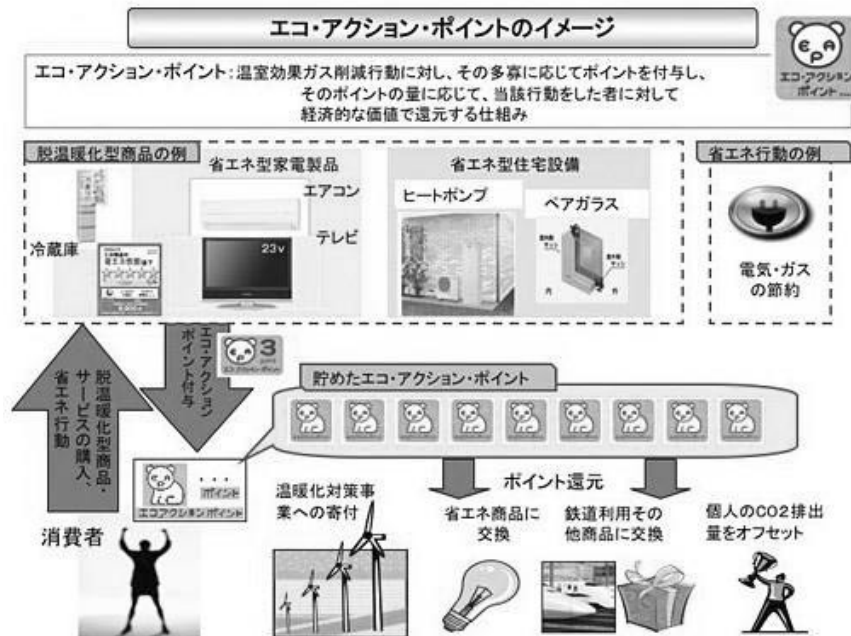 エコ・アクション・ポイントのイメージ
エコ・アクション・ポイント:温室効果ガス削減行動に対し、その多寡に応じてポイントを付与し、
そのポイントの量に応じて、当該行動をした者に対して
経済的な価値で還元する仕組み
エコ・アクション
ポイント
脱温暖化型商品の例
省エネ型家電製品
エアコン
冷蔵庫
テレビ
23v
省エネ型住宅設備
ヒートポンプ
ペアガラス
省エネ行動の例
電気・ガス
の節約
脱温暖化型商品・
サービスの購入、
省エネ行動
エコ・アクション
ポイント付与
3
エコ・アクション・ポイント
貯めたエコ・アクション・ポイント
・・・
ポイント
エコアクションポイント
消費者
ポイント還元
温暖化対策事
業への寄付
省エネ商品に
交換
鉄道利用その
他商品に交換
個人のCO2排出
量をオフセット